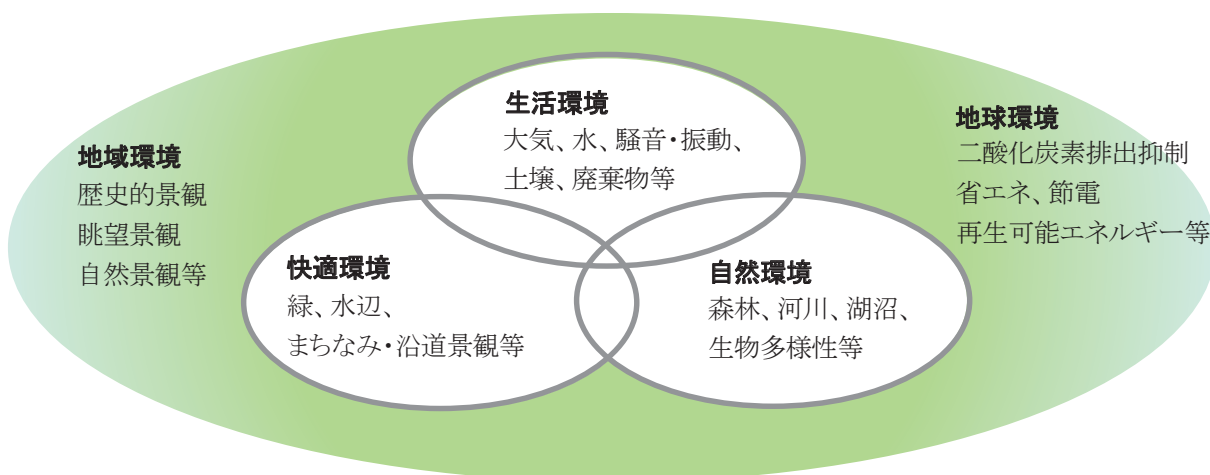 生活環境
大気、水、騒音・振動、
土壌、廃棄物等
地域環境
歴史的景観
眺望景観
自然景観等
地球環境
二酸化炭素排出抑制
省エネ、節電
再生可能エネルギー等
快適環境
緑、水辺、
まちなみ・沿道景観等
自然環境
森林、河川、湖沼、
生物多様性等